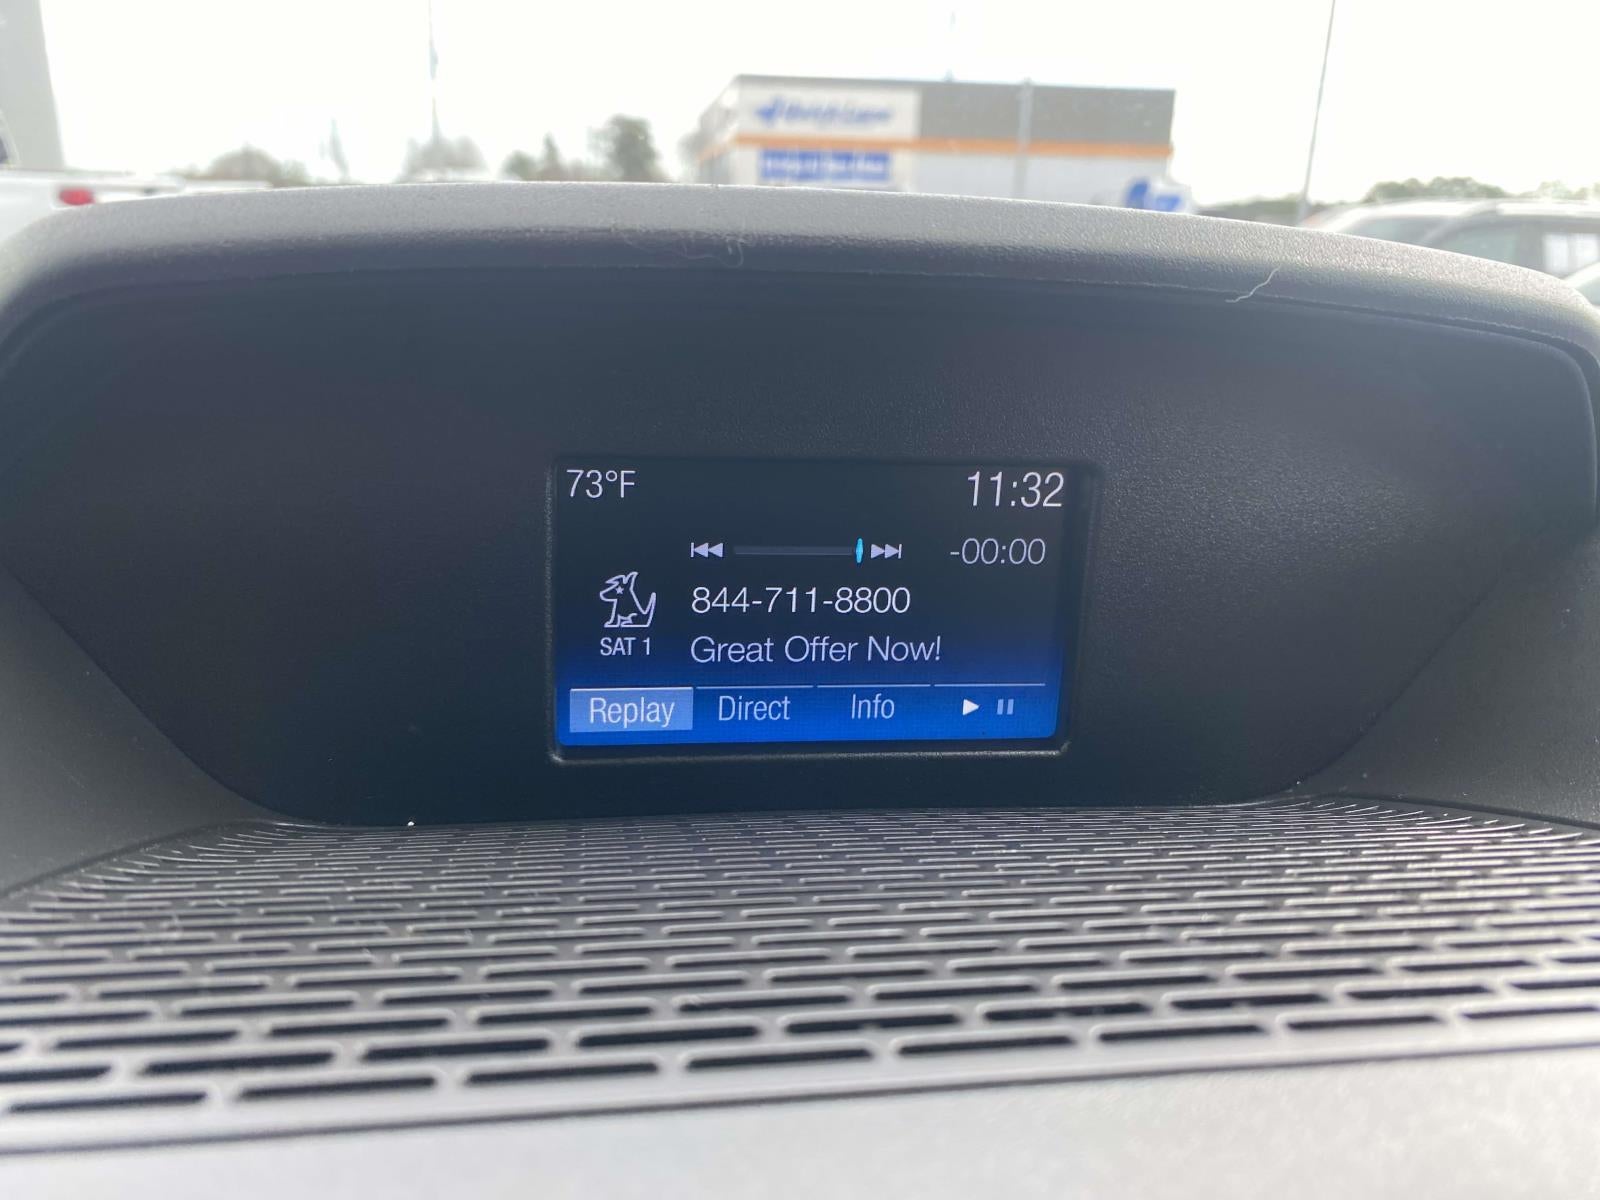 73°F 11:32
-00:00
844-711-8800
SAT 1 Great Offer Now!
Replay Direct Info